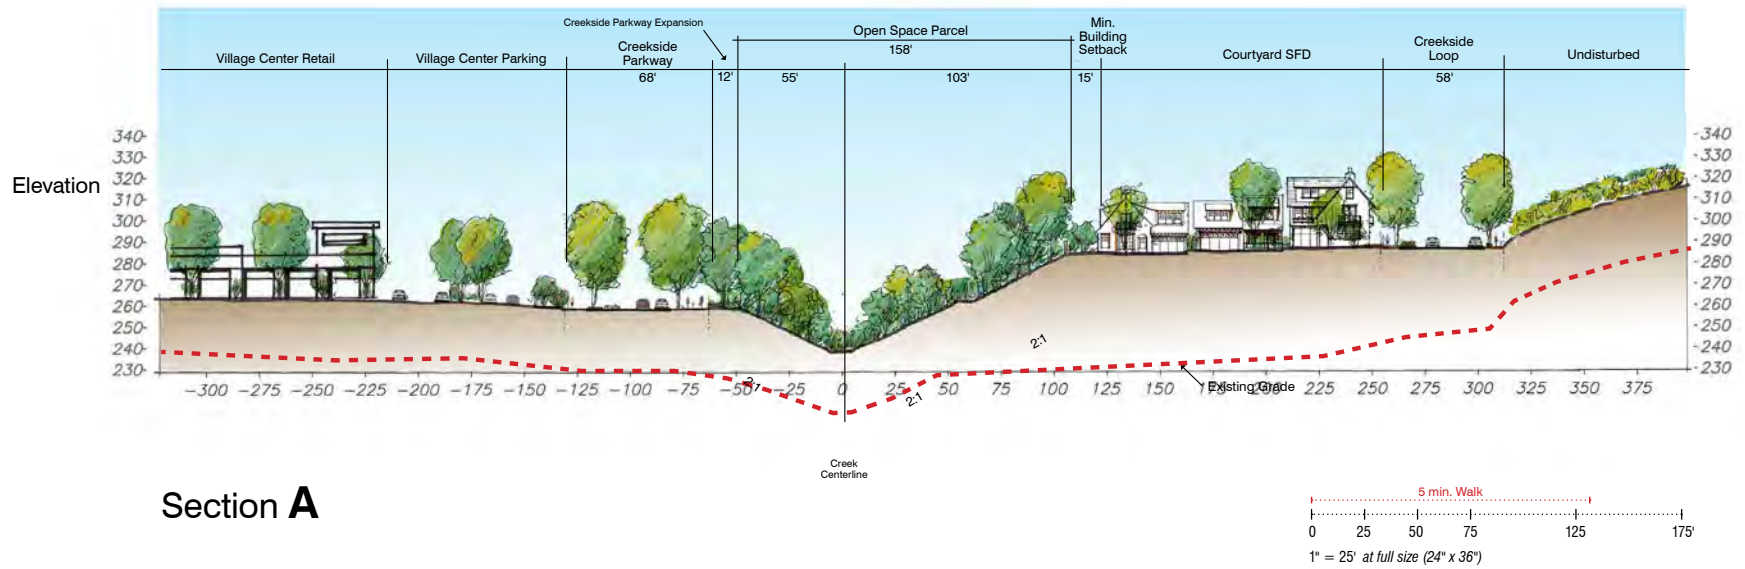 Creekside Parkway Expansion
Open Space Parcel
158'
Min.
Building
Setback
Village Center Retail
Village Center Parking
Creekside
Parkway
68'
12'
55'
103'
15'
Courtyard SFD
Creekside
Loop
58'
Undisturbed
Elevation
340
330
320
310
300
290
280
270
260
250
240
230
340
330
320
310
300
290
280
270
260
250
240
230
2:1
2:1
2:1
Existing Grade
-300 -275 -250 -225 -200 -175 -150 -125 -100 -75 -50 -25 0 25 50 75 100 125 150 175 200 225 250 275 300 325 350 375
Creek
Centerline
Section A
5 min. Walk
0 25 50 75 125 175'
1" = 25' at full size (24" x 36")